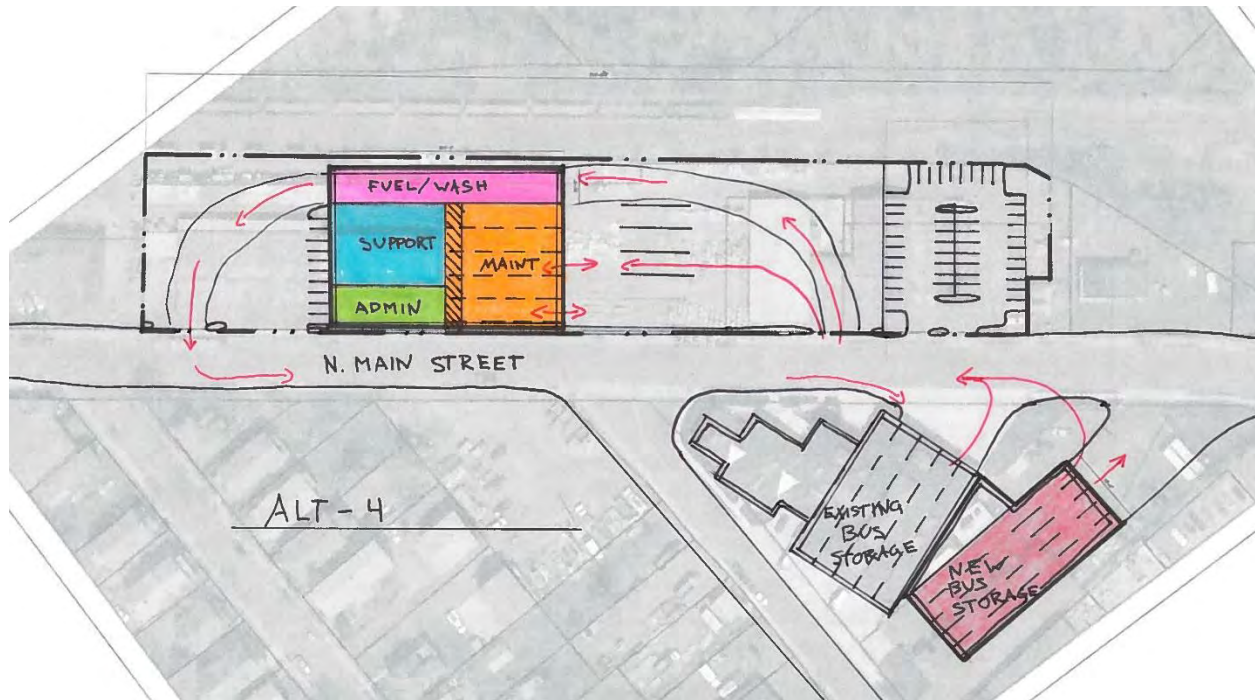 FUEL/WASH
SUPPORT
MAINT
ADMIN
N. MAIN STREET
ALT-4
EXISTING
BUS/
STORAGE
NEW
BUS
STORAGE